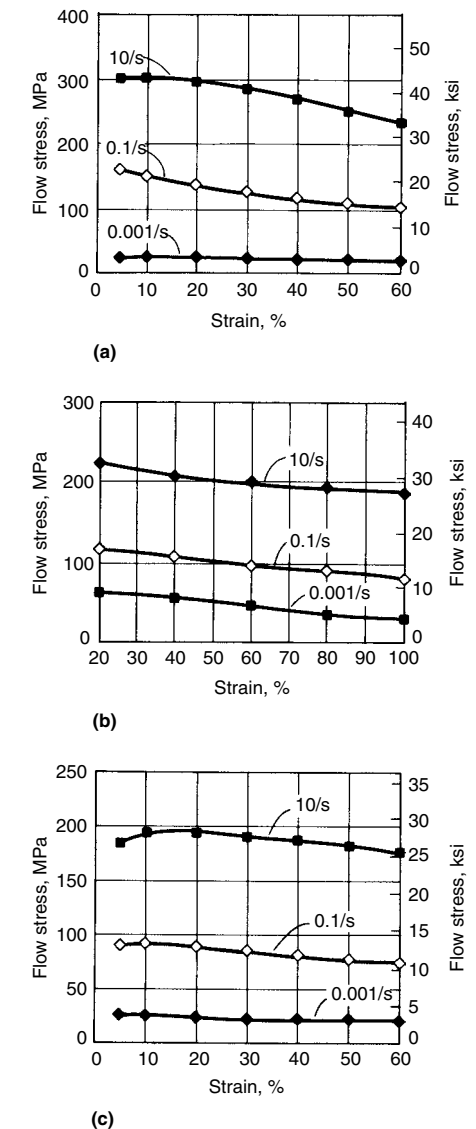 400
300
200
100
0
Flow stress, MPa
10/s
0.1/s
0.001/s
50
40
30
20
10
0
Flow stress, ksi
0 10 20 30 40 50 60
Strain, %
(a)
300
200
100
0
Flow stress, MPa
10/s
0.1/s
0.001/s
40
30
20
10
0
Flow stress, ksi
20 30 40 50 60 70 80 90 100
Strain, %
(b)
250
200
150
100
50
0
Flow stress, MPa
10/s
0.1/s
0.001/s
35
30
25
20
15
10
5
0
Flow stress, ksi
0 10 20 30 40 50 60
Strain, %
(c)